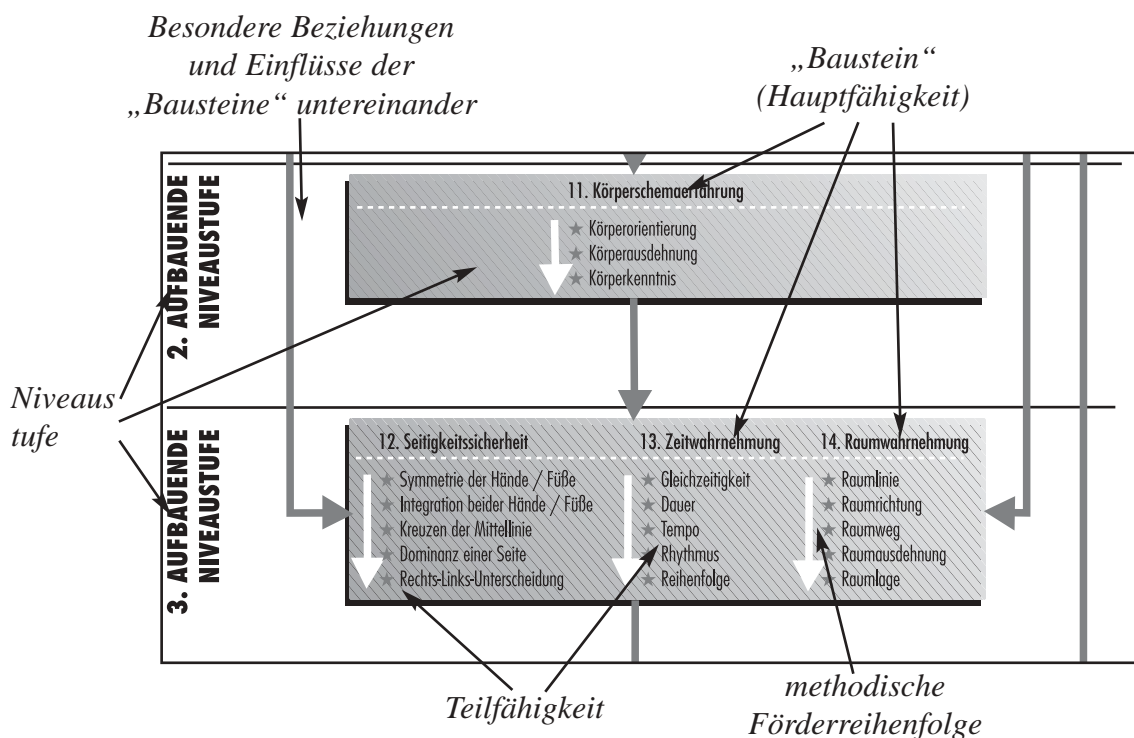 Besondere Beziehungen
und Einflüsse der
„Bausteine“ untereinander
„Baustein“
(Hauptfähigkeit)
2. AUFBAUENDE
NIVEAUSTUFE
11. Körperschemaerfahrung
★ Körperorientierung
★ Körperausdehnung
★ Körperkenntnis
Niveaus
tufe
3. AUFBAUENDE
NIVEAUSTUFE
12. Seitigkeitssicherheit
★ Symmetrie der Hände / Füße
★ Integration beider Hände / Füße
★ Kreuzen der Mittellinie
★ Dominanz einer Seite
★ Rechts-Links-Unterscheidung
13. Zeitwahrnehmung
★ Gleichzeitigkeit
★ Dauer
★ Tempo
★ Rhythmus
★ Reihenfolge
14. Raumwahrnehmung
★ Raumlinie
★ Raumrichtung
★ Raumweg
★ Raumausdehnung
★ Raumlage
Teilfähigkeit
methodische
Förderreihenfolge